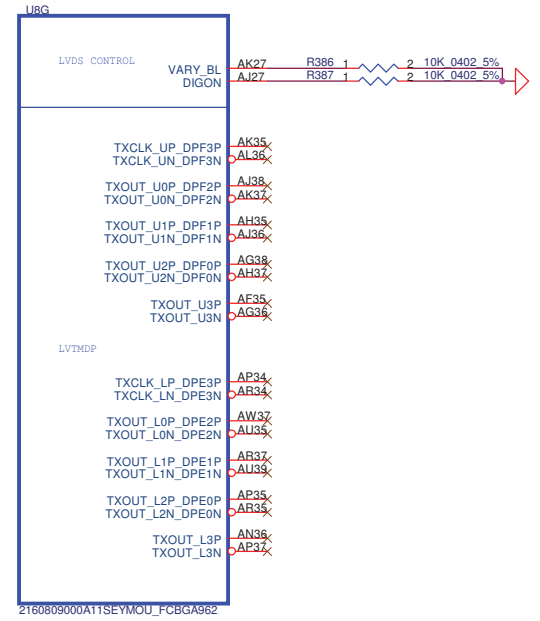 U8G
LVDS CONTROL
VARY_BL AK27 R386 1 2 10K_0402_5%
DIGON AJ27 R387 1 2 10K_0402_5%
TXCLK_UP_DPF3P AK35
TXCLK_UN_DPF3N AL36
TXOUT_U0P_DPF2P AJ38
TXOUT_U0N_DPF2N AK37
TXOUT_U1P_DPF1P AH35
TXOUT_U1N_DPF1N AJ36
TXOUT_U2P_DPF0P AG38
TXOUT_U2N_DPF0N AH37
TXOUT_U3P AF35
TXOUT_U3N AG36
LVTMDP
TXCLK_LP_DPE3P AP34
TXCLK_LN_DPE3N AR34
TXOUT_L0P_DPE2P AW37
TXOUT_L0N_DPE2N AU35
TXOUT_L1P_DPE1P AR37
TXOUT_L1N_DPE1N AU39
TXOUT_L2P_DPE0P AP35
TXOUT_L2N_DPE0N AR35
TXOUT_L3P AN36
TXOUT_L3N AP37
2160809000A11SEYMOU_FCBGA962